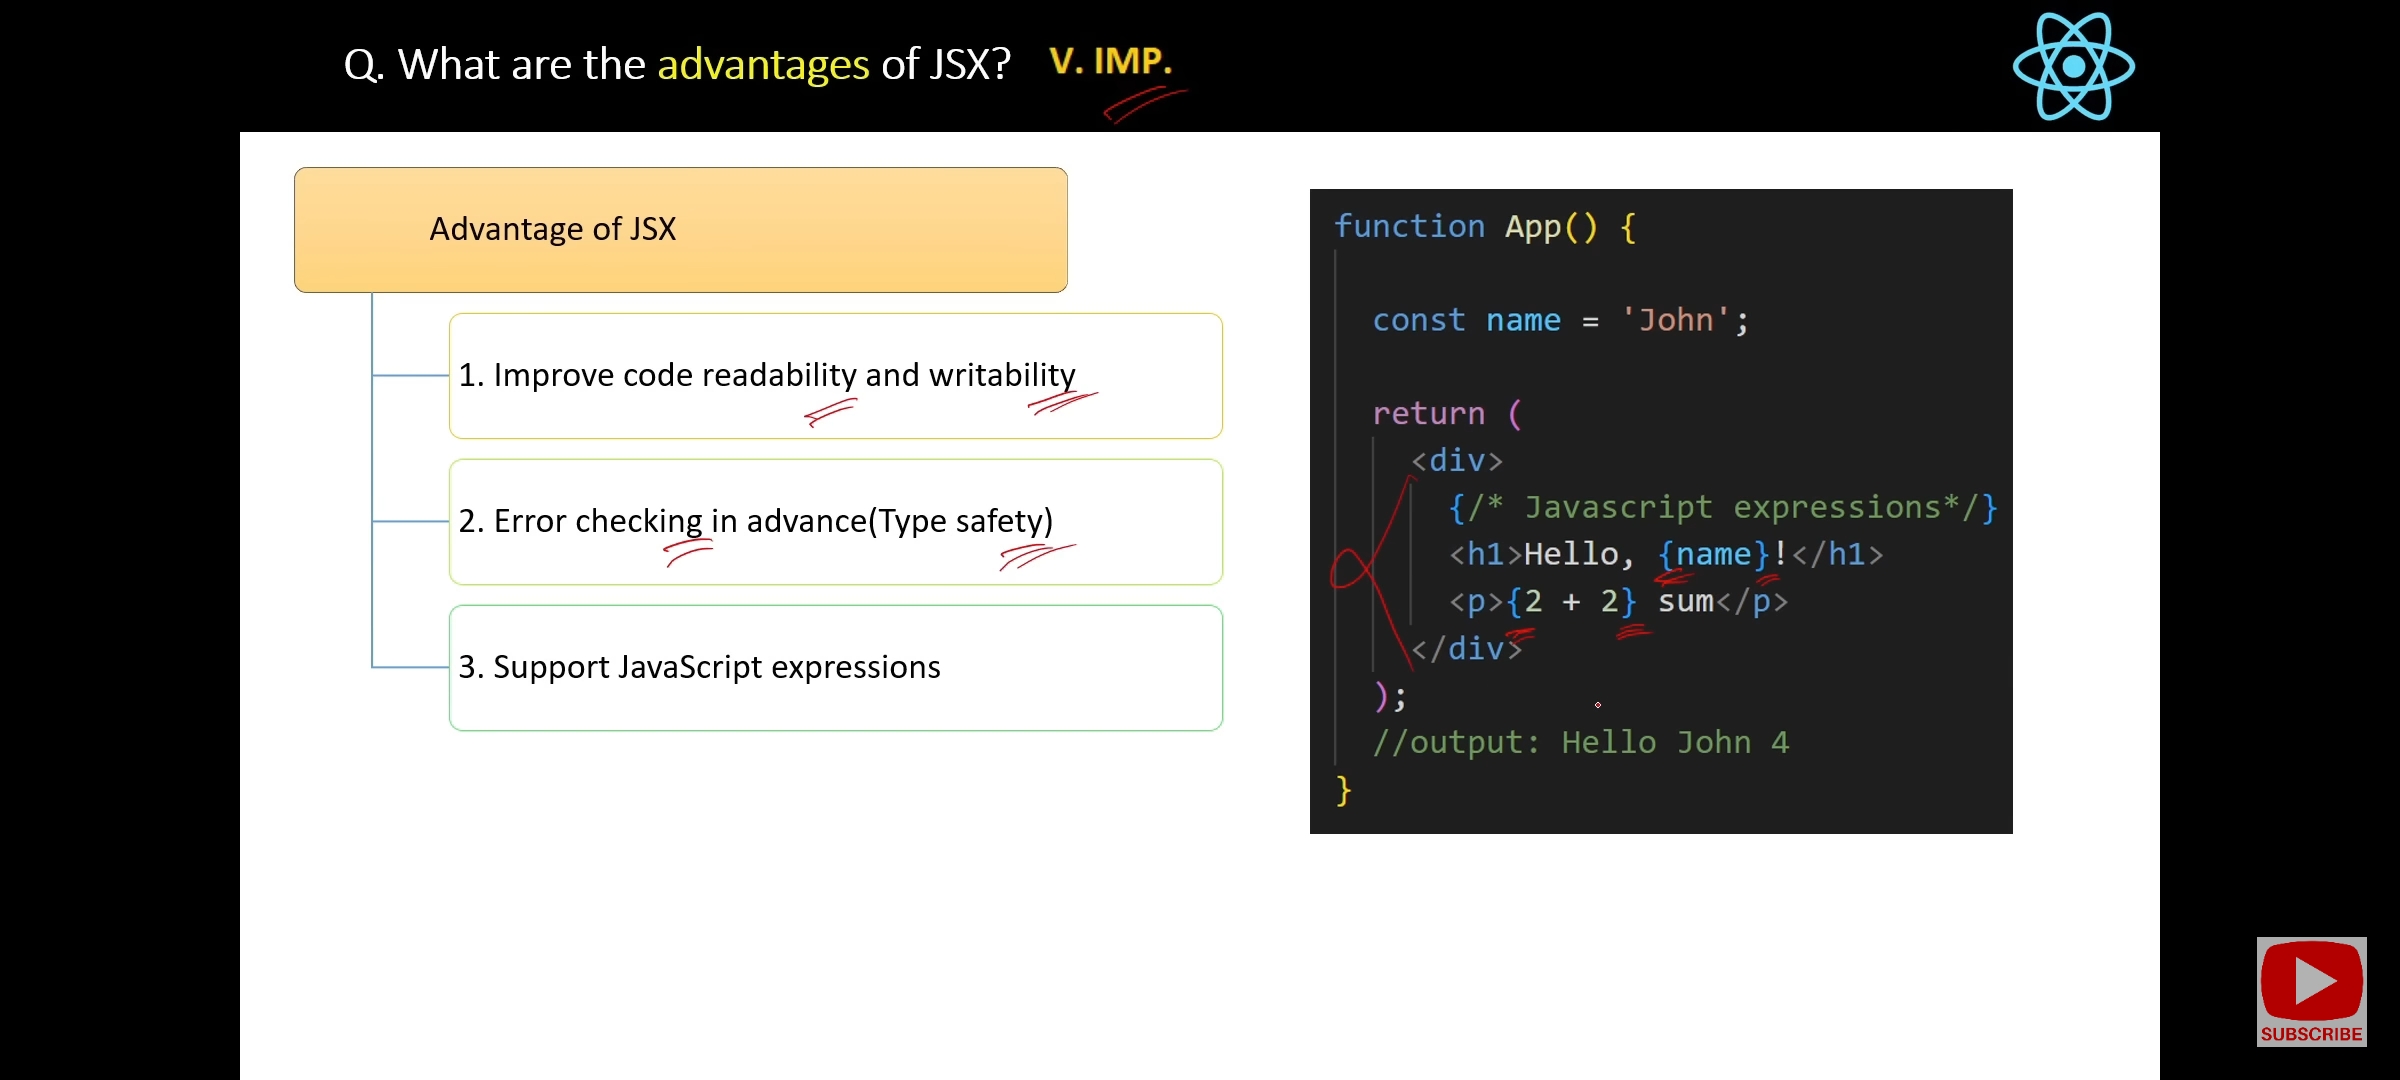 Q. What are the advantages of JSX? V. IMP.
Advantage of JSX
1. Improve code readability and writability
2. Error checking in advance(Type safety)
3. Support JavaScript expressions
function App() {
const name = 'John';
return (
<div>
{/* Javascript expressions*/}
<h1>Hello, {name}!</h1>
<p>{2 + 2} sum</p>
</div>
);
//output: Hello John 4
}
SUBSCRIBE